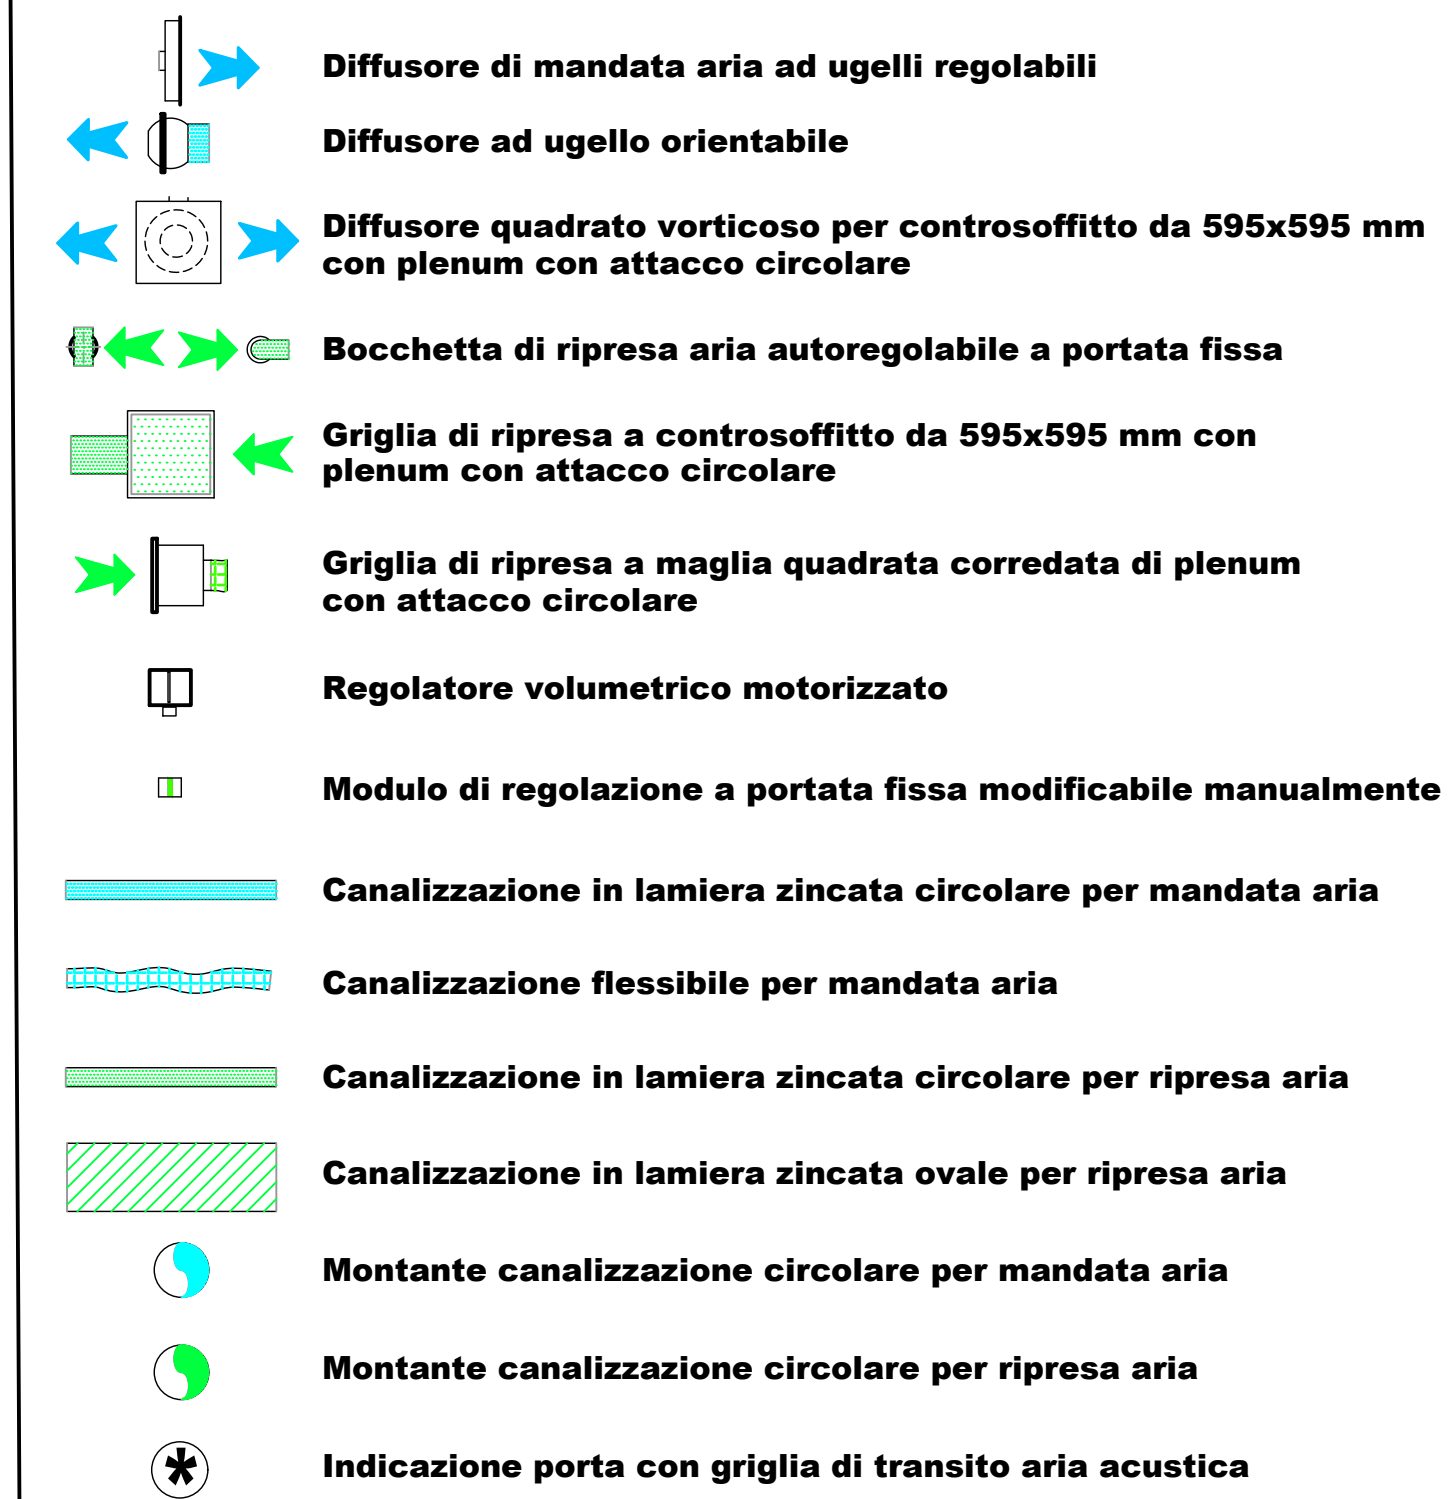 Diffusore di mandata aria ad ugelli regolabili
Diffusore ad ugello orientabile
Diffusore quadrato vorticoso per controsoffitto da 595x595 mm
con plenum con attacco circolare
Bocchetta di ripresa aria autoregolabile a portata fissa
Griglia di ripresa a controsoffitto da 595x595 mm con
plenum con attacco circolare
Griglia di ripresa a maglia quadrata corredata di plenum
con attacco circolare
Regolatore volumetrico motorizzato
Modulo di regolazione a portata fissa modificabile manualmente
Canalizzazione in lamiera zincata circolare per mandata aria
Canalizzazione flessibile per mandata aria
Canalizzazione in lamiera zincata circolare per ripresa aria
Canalizzazione in lamiera zincata ovale per ripresa aria
Montante canalizzazione circolare per mandata aria
Montante canalizzazione circolare per ripresa aria
Indicazione porta con griglia di transito aria acustica